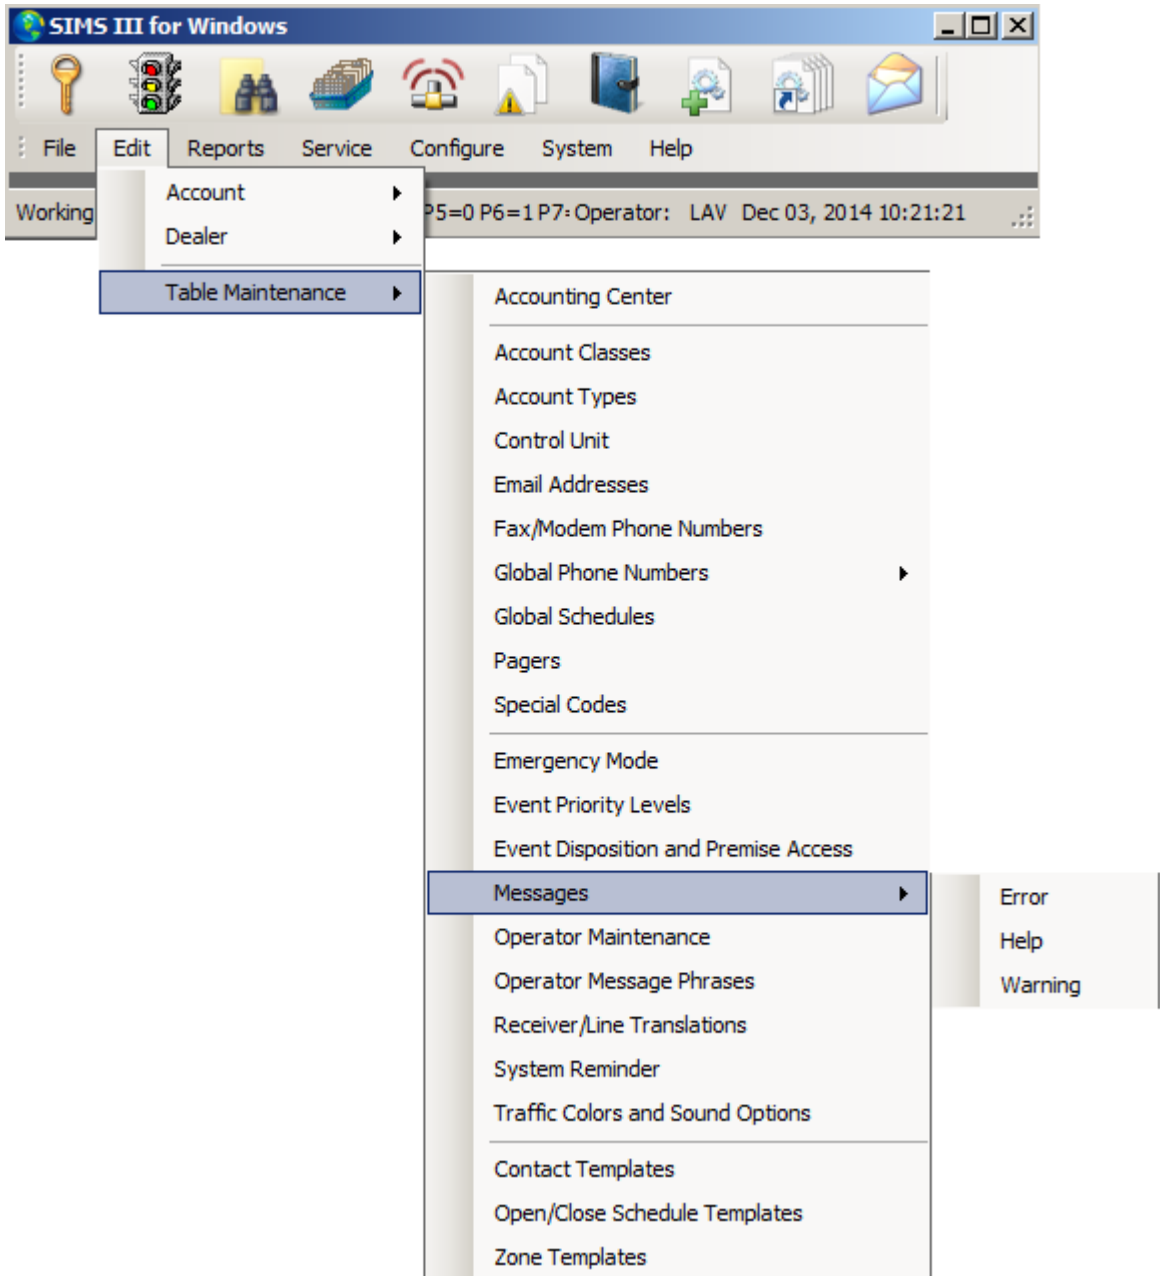 SIMS III for Windows
File Edit Reports Service Configure System Help
Working P5=0 P6=1 P7: Operator: LAV Dec 03, 2014 10:21:21
Account
Dealer
Table Maintenance
Accounting Center
Account Classes
Account Types
Control Unit
Email Addresses
Fax/Modem Phone Numbers
Global Phone Numbers
Global Schedules
Pagers
Special Codes
Emergency Mode
Event Priority Levels
Event Disposition and Premise Access
Messages
Error
Help
Warning
Operator Maintenance
Operator Message Phrases
Receiver/Line Translations
System Reminder
Traffic Colors and Sound Options
Contact Templates
Open/Close Schedule Templates
Zone Templates